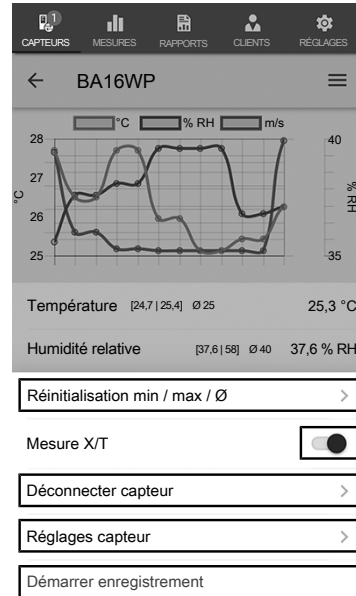 1
CAPTEURS MESURES RAPPORTS CLIENTS RÉGLAGES
BA16WP
°C % RH m/s
28 40
27
°C % RH
26
25 35
Température [24,7 | 25,4] Ø 25 25,3 °C
Humidité relative [37,6 | 58] Ø 40 37,6 % RH
Réinitialisation min / max / Ø
Mesure X/T
Déconnecter capteur
Réglages capteur
Démarrer enregistrement